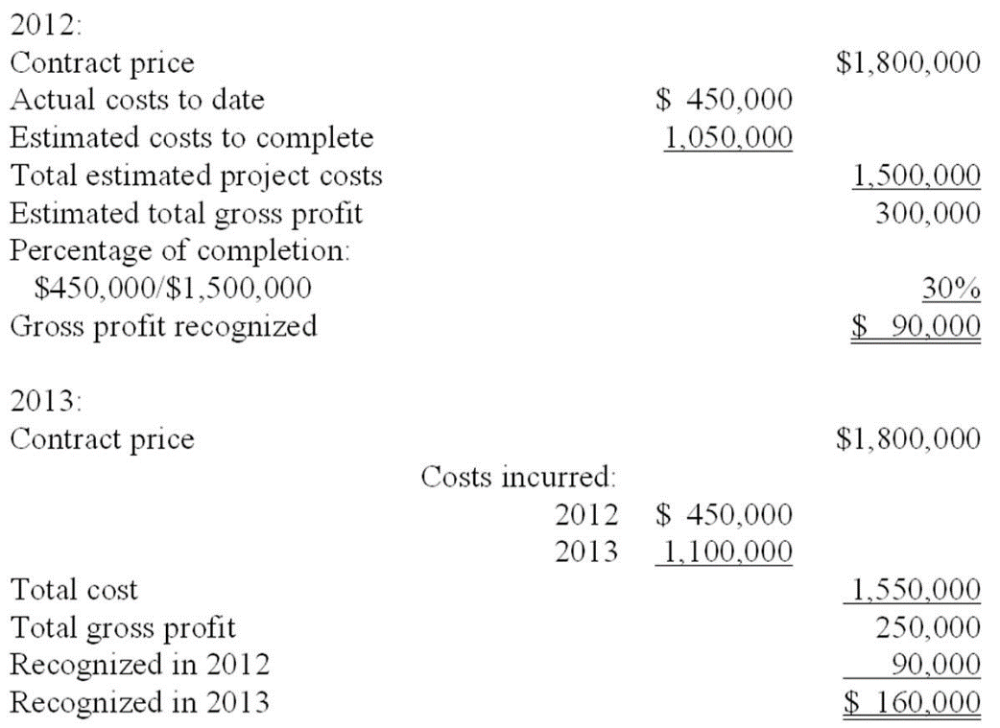 2012:
Contract price $1,800,000
Actual costs to date $ 450,000
Estimated costs to complete 1,050,000
Total estimated project costs 1,500,000
Estimated total gross profit 300,000
Percentage of completion:
$450,000/$1,500,000 30%
Gross profit recognized $ 90,000
2013:
Contract price $1,800,000
Costs incurred:
2012 $ 450,000
2013 1,100,000
Total cost 1,550,000
Total gross profit 250,000
Recognized in 2012 90,000
Recognized in 2013 $ 160,000